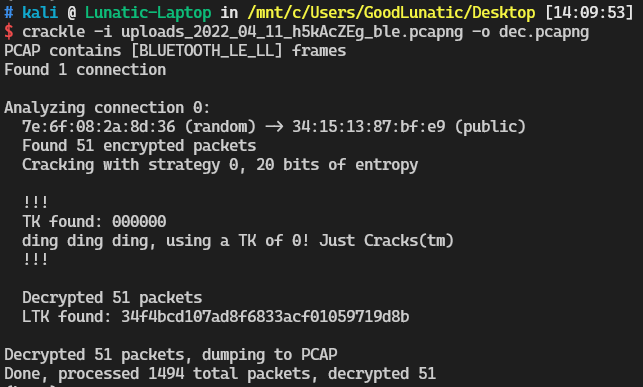 # kali @ Lunatic-Laptop in /mnt/c/Users/GoodLunatic/Desktop [14:09:53]
$ crackle -i uploads_2022_04_11_h5kAcZEg_ble.pcapng -o dec.pcapng
PCAP contains [BLUETOOTH_LE_LL] frames
Found 1 connection

Analyzing connection 0:
  7e:6f:08:2a:8d:36 (random) -> 34:15:13:87:bf:e9 (public)
  Found 51 encrypted packets
  Cracking with strategy 0, 20 bits of entropy

  !!!
  TK found: 000000
  ding ding ding, using a TK of 0! Just Cracks(tm)
  !!!

  Decrypted 51 packets
  LTK found: 34f4bcd107ad8f6833acf01059719d8b

Decrypted 51 packets, dumping to PCAP
Done, processed 1494 total packets, decrypted 51